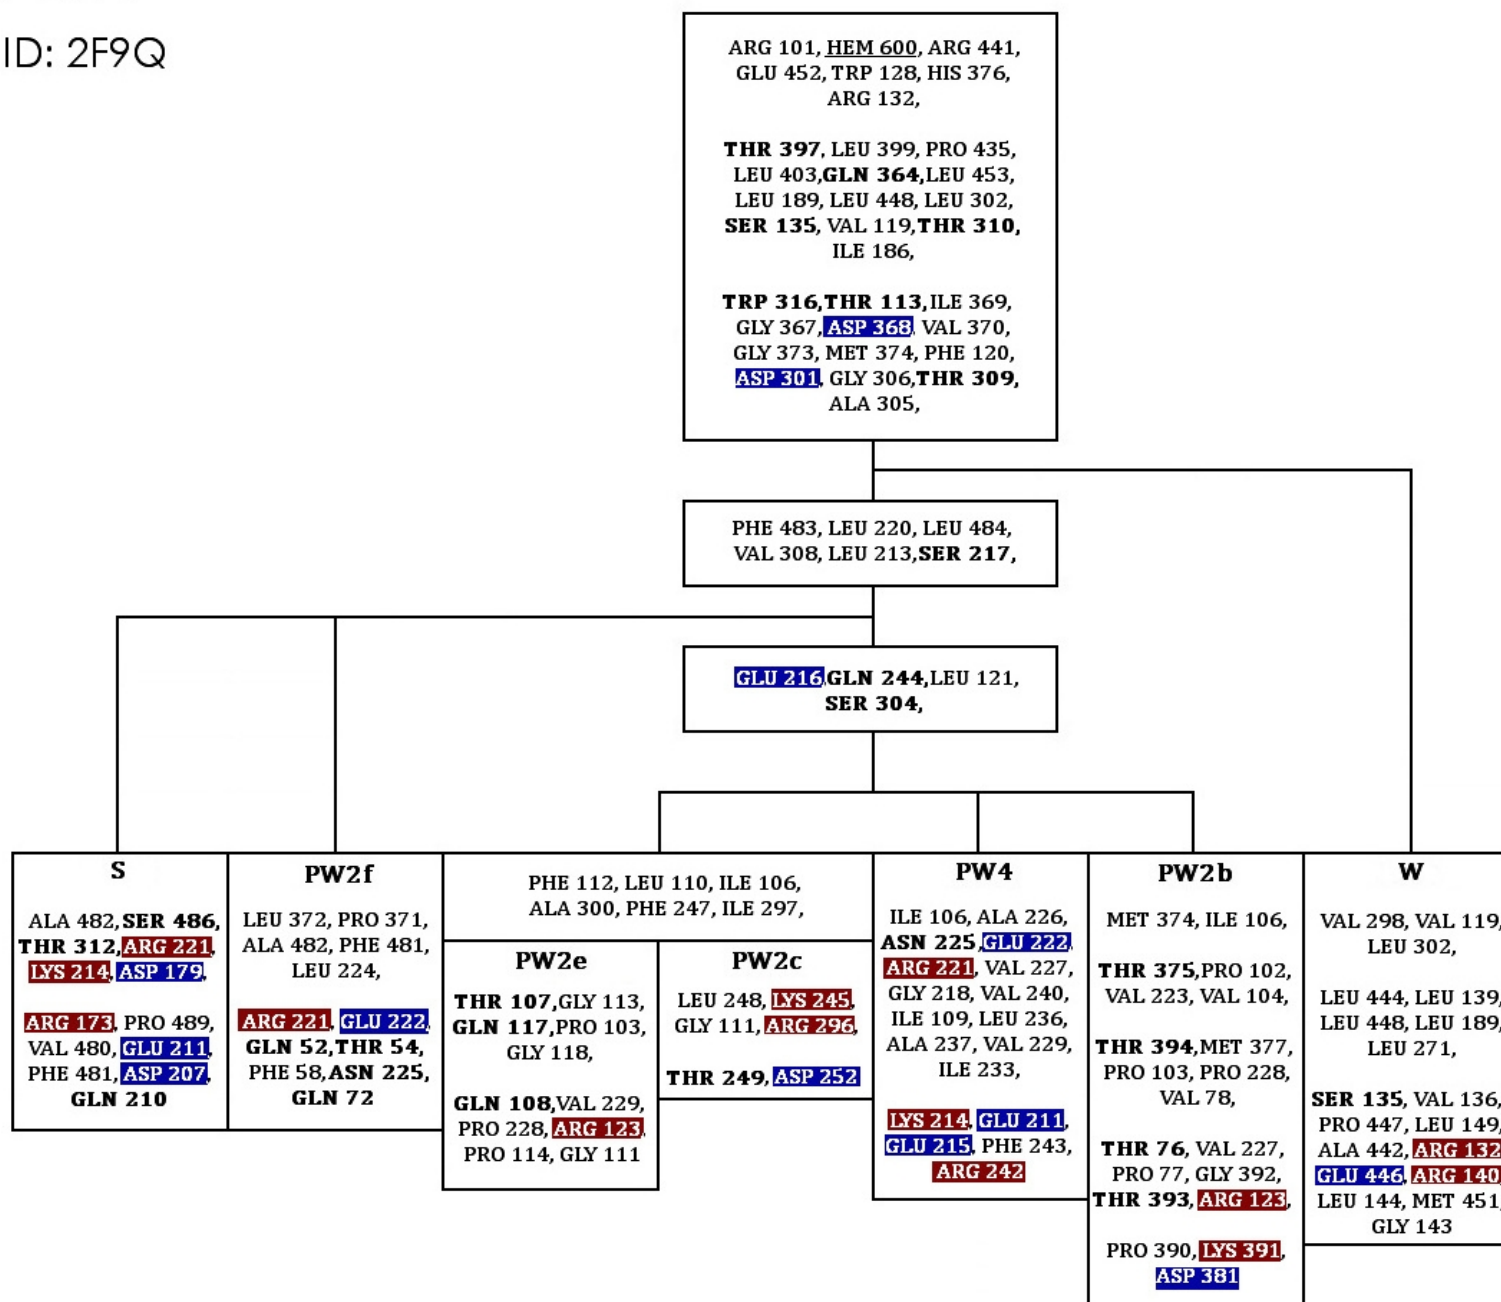 ID: 2F9Q
ARG 101, HEM 600, ARG 441,
GLU 452, TRP 128, HIS 376,
ARG 132,
THR 397, LEU 399, PRO 435,
LEU 403,GLN 364,LEU 453,
LEU 189, LEU 448, LEU 302,
SER 135, VAL 119,THR 310,
ILE 186,
TRP 316,THR 113,ILE 369,
GLY 367, ASP 368, VAL 370,
GLY 373, MET 374, PHE 120,
ASP 301, GLY 306,THR 309,
ALA 305,
PHE 483, LEU 220, LEU 484,
VAL 308, LEU 213,SER 217,
GLU 216,GLN 244,LEU 121,
SER 304,
S
ALA 482,SER 486,
THR 312,ARG 221,
LYS 214, ASP 179,
ARG 173, PRO 489,
VAL 480, GLU 211,
PHE 481, ASP 207,
GLN 210
PW2f
LEU 372, PRO 371,
ALA 482, PHE 481,
LEU 224,
ARG 221, GLU 222,
GLN 52,THR 54,
PHE 58,ASN 225,
GLN 72
PHE 112, LEU 110, ILE 106,
ALA 300, PHE 247, ILE 297,
PW2e
THR 107,GLY 113,
GLN 117,PRO 103,
GLY 118,
GLN 108,VAL 229,
PRO 228, ARG 123,
PRO 114, GLY 111
PW2c
LEU 248, LYS 245,
GLY 111, ARG 296,
THR 249, ASP 252
PW4
ILE 106, ALA 226,
ASN 225,GLU 222,
ARG 221, VAL 227,
GLY 218, VAL 240,
ILE 109, LEU 236,
ALA 237, VAL 229,
ILE 233,
LYS 214, GLU 211,
GLU 215, PHE 243,
ARG 242
PW2b
MET 374, ILE 106,
THR 375,PRO 102,
VAL 223, VAL 104,
THR 394,MET 377,
PRO 103, PRO 228,
VAL 78,
THR 76, VAL 227,
PRO 77, GLY 392,
THR 393, ARG 123,
PRO 390, LYS 391,
ASP 381
W
VAL 298, VAL 119,
LEU 302,
LEU 444, LEU 139,
LEU 448, LEU 189,
LEU 271,
SER 135, VAL 136,
PRO 447, LEU 149,
ALA 442, ARG 132
GLU 446, ARG 140
LEU 144, MET 451,
GLY 143